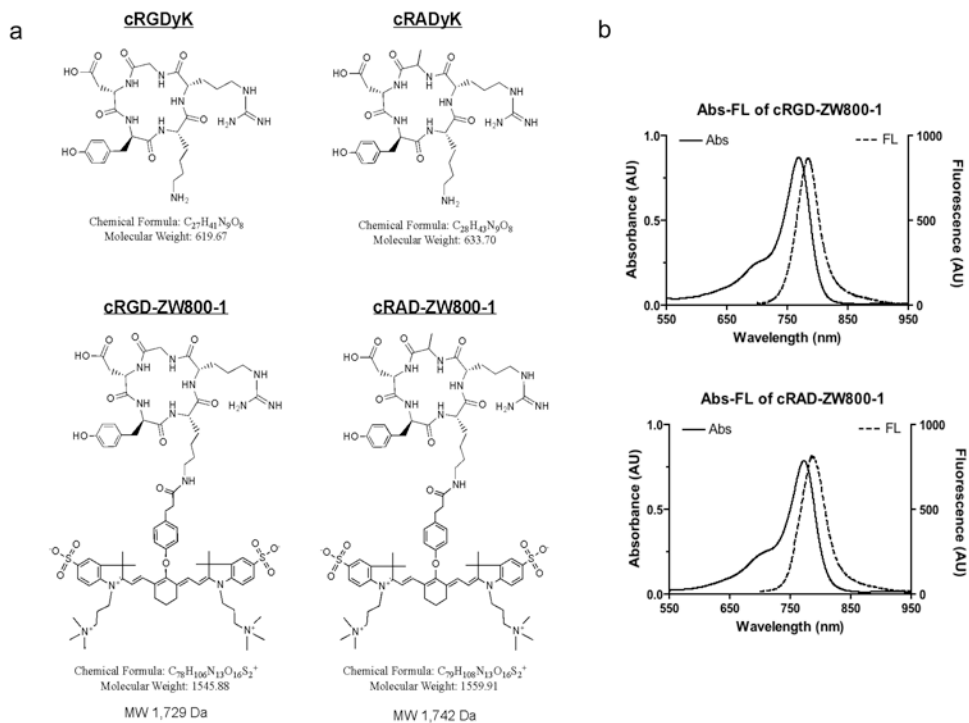 a
cRGDyK
cRADyK
Chemical Formula: C27H41N9O8
Molecular Weight: 619.67
Chemical Formula: C28H43N9O8
Molecular Weight: 633.70
cRGD-ZW800-1
cRAD-ZW800-1
Chemical Formula: C78H106N13O16S2+
Molecular Weight: 1545.88
MW 1,729 Da
Chemical Formula: C79H108N13O16S2+
Molecular Weight: 1559.91
MW 1,742 Da
b
Abs-FL of cRGD-ZW800-1
Abs
FL
Absorbance (AU)
1.0
0.5
0.0
Fluorescence (AU)
1000
500
0
550 650 750 850 950
Wavelength (nm)
Abs-FL of cRAD-ZW800-1
Abs
FL
Absorbance (AU)
1.0
0.5
0.0
Fluorescence (AU)
1000
500
0
550 650 750 850 950
Wavelength (nm)